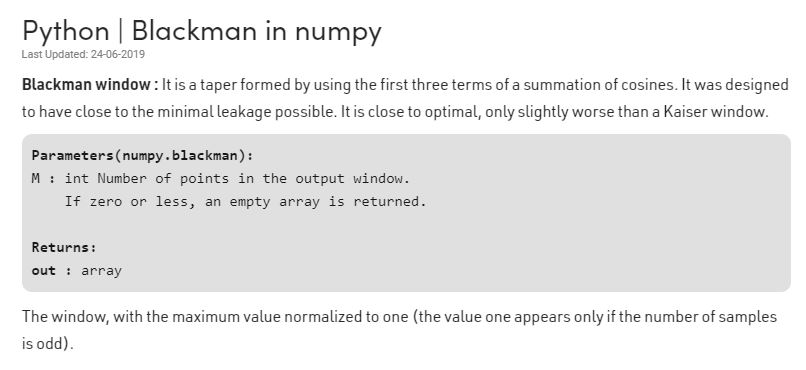 Python | Blackman in numpy
Last Updated: 24-06-2019
Blackman window : It is a taper formed by using the first three terms of a summation of cosines. It was designed
to have close to the minimal leakage possible. It is close to optimal, only slightly worse than a Kaiser window.
Parameters(numpy.blackman):
M : int Number of points in the output window.
If zero or less, an empty array is returned.
Returns:
out : array
The window, with the maximum value normalized to one (the value one appears only if the number of samples
is odd).